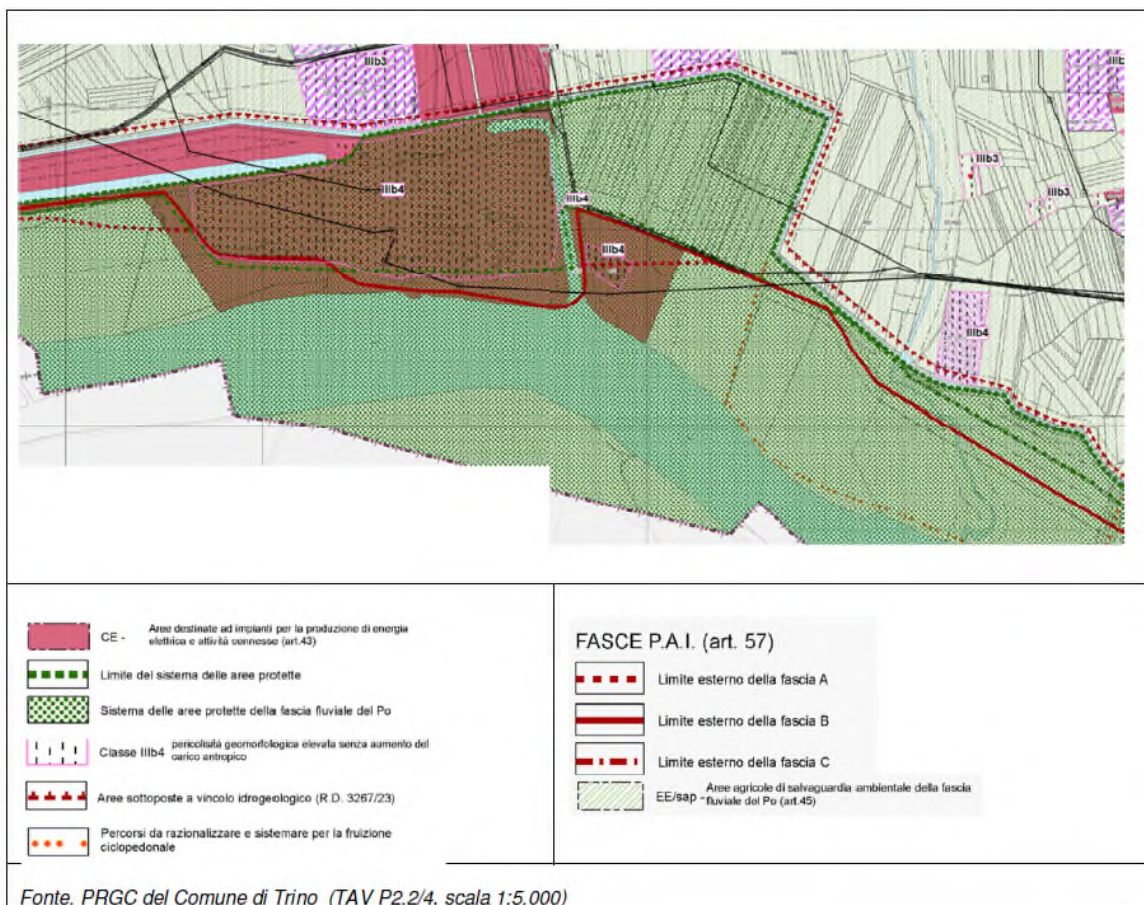 IIIb3
IIIb3
IIIb3
IIIb4
IIIb4
IIIb4
IIIb4
CE - Aree destinate ad impianti per la produzione di energia
elettrica e attività connesse (art.43)
Limite del sistema delle aree protette
Sistema delle aree protette della fascia fluviale del Po
Classe IIIb4 pericolisità geomorfologica elevata senza aumento del
carico antropico
Aree sottoposte a vincolo idrogeologico (R.D. 3267/23)
Percorsi da razionalizzare e sistemare per la fruizione
ciclopedonale
FASCE P.A.I. (art. 57)
Limite esterno della fascia A
Limite esterno della fascia B
Limite esterno della fascia C
EE/sap - Aree agricole di salvaguardia ambientale della fascia
fluviale del Po (art.45)
Fonte. PRGC del Comune di Trino (TAV P2.2/4, scala 1:5.000)